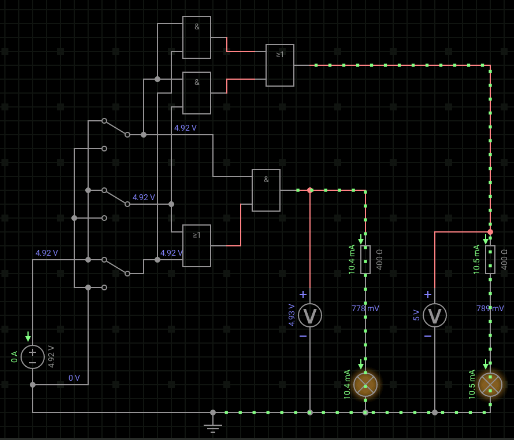 &
≥1
&
4.92 V
&
4.92 V
≥1
4.92 V
4.92 V
10.4 mA
400 Ω
10.5 mA
400 Ω
+
4.93 V
V
−
778 mV
+
5 V
V
−
789 mV
0 A
+
−
4.92 V
0 V
10.4 mA
10.5 mA